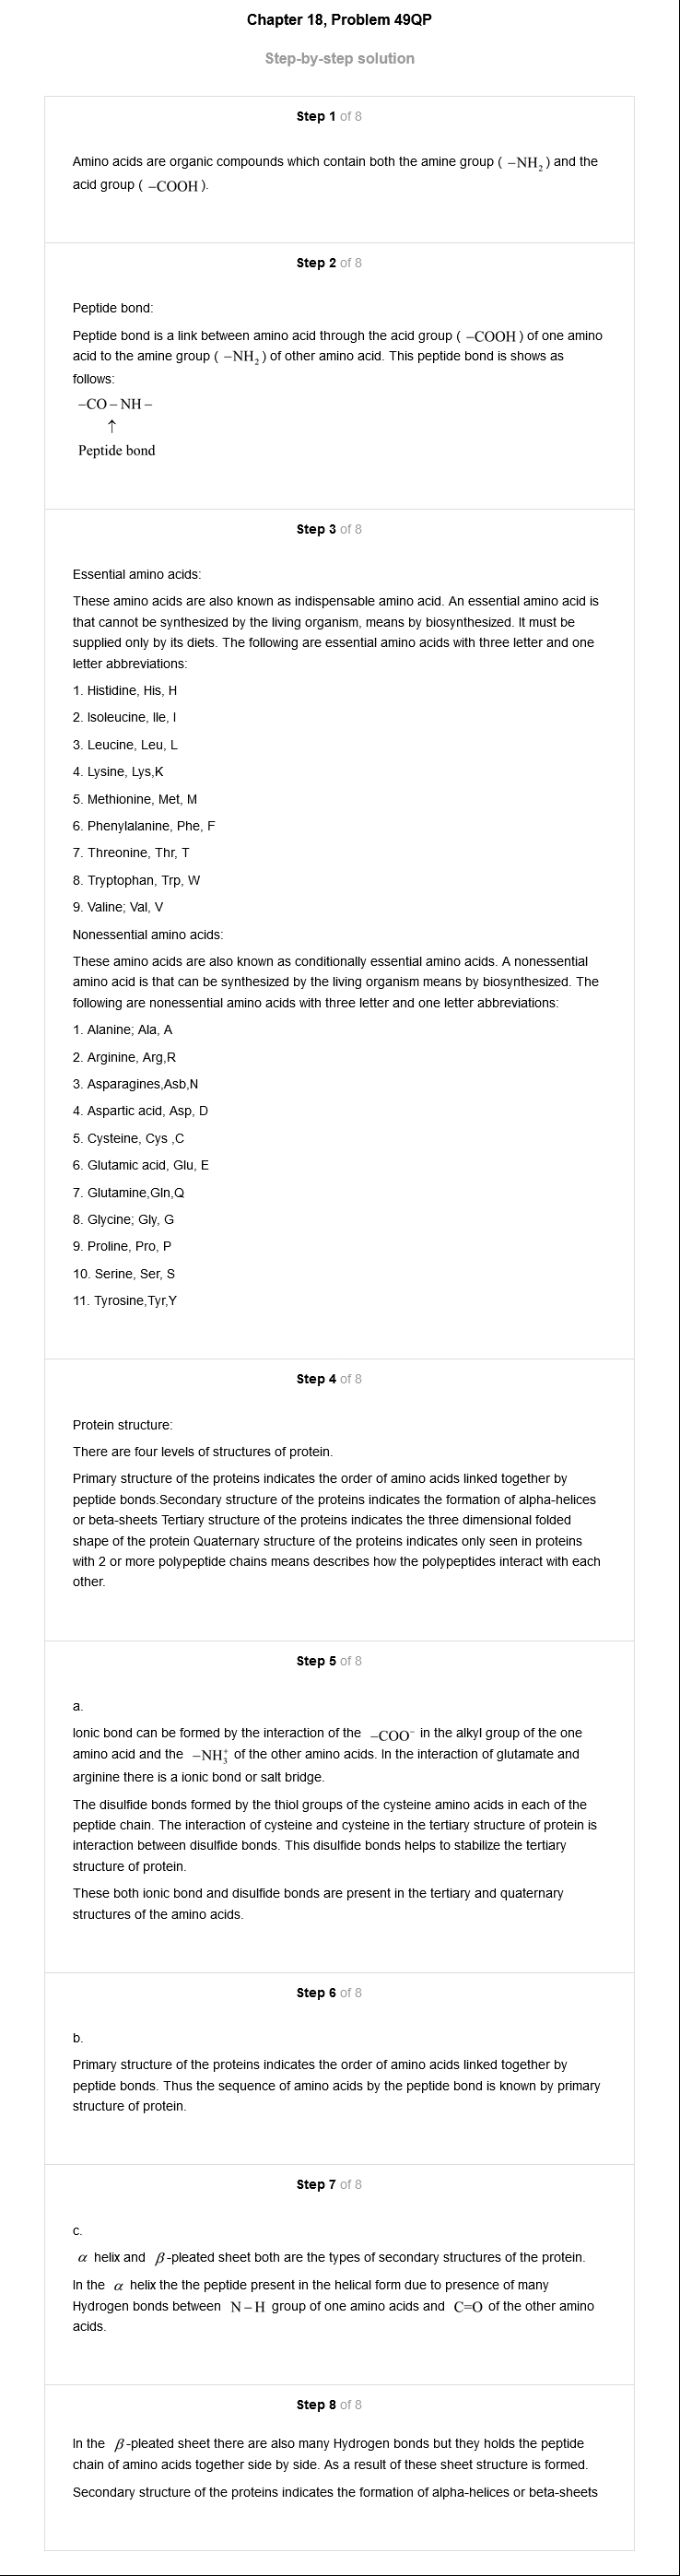 Chapter 18, Problem 49QP
Step-by-step solution
Step 1 of 8
Amino acids are organic compounds which contain both the amine group ( −NH₂ ) and the
acid group ( −COOH ).
Step 2 of 8
Peptide bond:
Peptide bond is a link between amino acid through the acid group ( −COOH ) of one amino
acid to the amine group ( −NH₂ ) of other amino acid. This peptide bond is shows as
follows:
−CO − NH −
↑
Peptide bond
Step 3 of 8
Essential amino acids:
These amino acids are also known as indispensable amino acid. An essential amino acid is
that cannot be synthesized by the living organism, means by biosynthesized. It must be
supplied only by its diets. The following are essential amino acids with three letter and one
letter abbreviations:
1. Histidine, His, H
2. Isoleucine, Ile, I
3. Leucine, Leu, L
4. Lysine, Lys,K
5. Methionine, Met, M
6. Phenylalanine, Phe, F
7. Threonine, Thr, T
8. Tryptophan, Trp, W
9. Valine; Val, V
Nonessential amino acids:
These amino acids are also known as conditionally essential amino acids. A nonessential
amino acid is that can be synthesized by the living organism means by biosynthesized. The
following are nonessential amino acids with three letter and one letter abbreviations:
1. Alanine; Ala, A
2. Arginine, Arg,R
3. Asparagines,Asb,N
4. Aspartic acid, Asp, D
5. Cysteine, Cys ,C
6. Glutamic acid, Glu, E
7. Glutamine,Gln,Q
8. Glycine; Gly, G
9. Proline, Pro, P
10. Serine, Ser, S
11. Tyrosine,Tyr,Y
Step 4 of 8
Protein structure:
There are four levels of structures of protein.
Primary structure of the proteins indicates the order of amino acids linked together by
peptide bonds.Secondary structure of the proteins indicates the formation of alpha-helices
or beta-sheets Tertiary structure of the proteins indicates the three dimensional folded
shape of the protein Quaternary structure of the proteins indicates only seen in proteins
with 2 or more polypeptide chains means describes how the polypeptides interact with each
other.
Step 5 of 8
a.
Ionic bond can be formed by the interaction of the −COO⁻ in the alkyl group of the one
amino acid and the −NH₃⁺ of the other amino acids. In the interaction of glutamate and
arginine there is a ionic bond or salt bridge.
The disulfide bonds formed by the thiol groups of the cysteine amino acids in each of the
peptide chain. The interaction of cysteine and cysteine in the tertiary structure of protein is
interaction between disulfide bonds. This disulfide bonds helps to stabilize the tertiary
structure of protein.
These both ionic bond and disulfide bonds are present in the tertiary and quaternary
structures of the amino acids.
Step 6 of 8
b.
Primary structure of the proteins indicates the order of amino acids linked together by
peptide bonds. Thus the sequence of amino acids by the peptide bond is known by primary
structure of protein.
Step 7 of 8
c.
α helix and β -pleated sheet both are the types of secondary structures of the protein.
In the α helix the the peptide present in the helical form due to presence of many
Hydrogen bonds between N − H group of one amino acids and C=O of the other amino
acids.
Step 8 of 8
In the β -pleated sheet there are also many Hydrogen bonds but they holds the peptide
chain of amino acids together side by side. As a result of these sheet structure is formed.
Secondary structure of the proteins indicates the formation of alpha-helices or beta-sheets